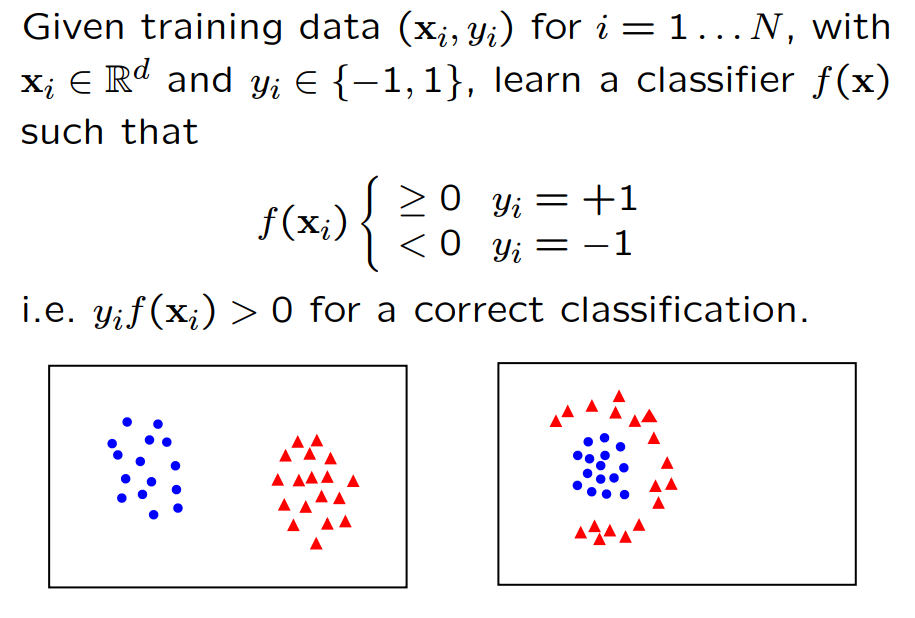 Given training data (𝐱ᵢ, yᵢ) for i = 1 . . . N, with
𝐱ᵢ ∈ ℝᵈ and yᵢ ∈ {−1, 1}, learn a classifier f(𝐱)
such that
f(𝐱ᵢ) { ≥ 0 yᵢ = +1
< 0 yᵢ = −1
i.e. yᵢf(𝐱ᵢ) > 0 for a correct classification.